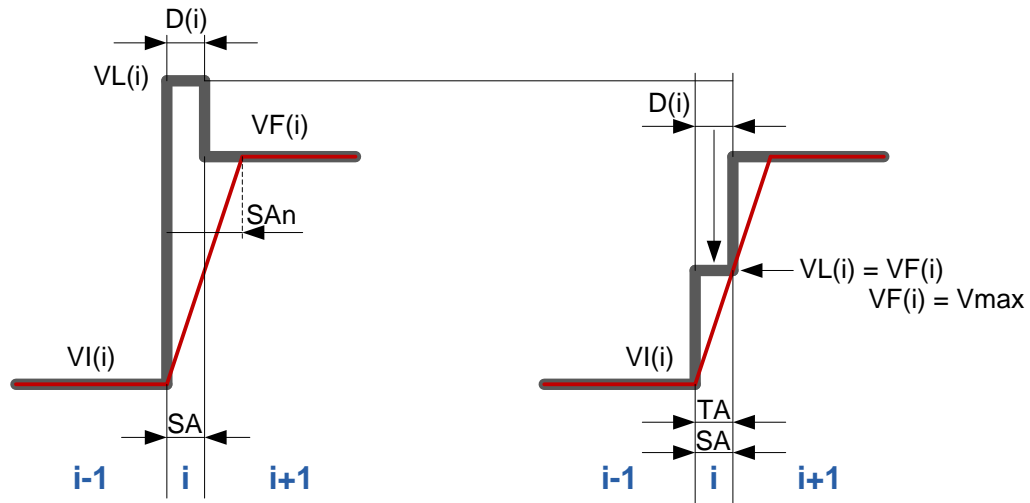 D(i)
VL(i)
D(i)
VF(i)
SAn
VL(i) = VF(i)
VF(i) = Vmax
VI(i)
VI(i)
TA
SA
SA
i-1
i
i+1
i-1
i
i+1